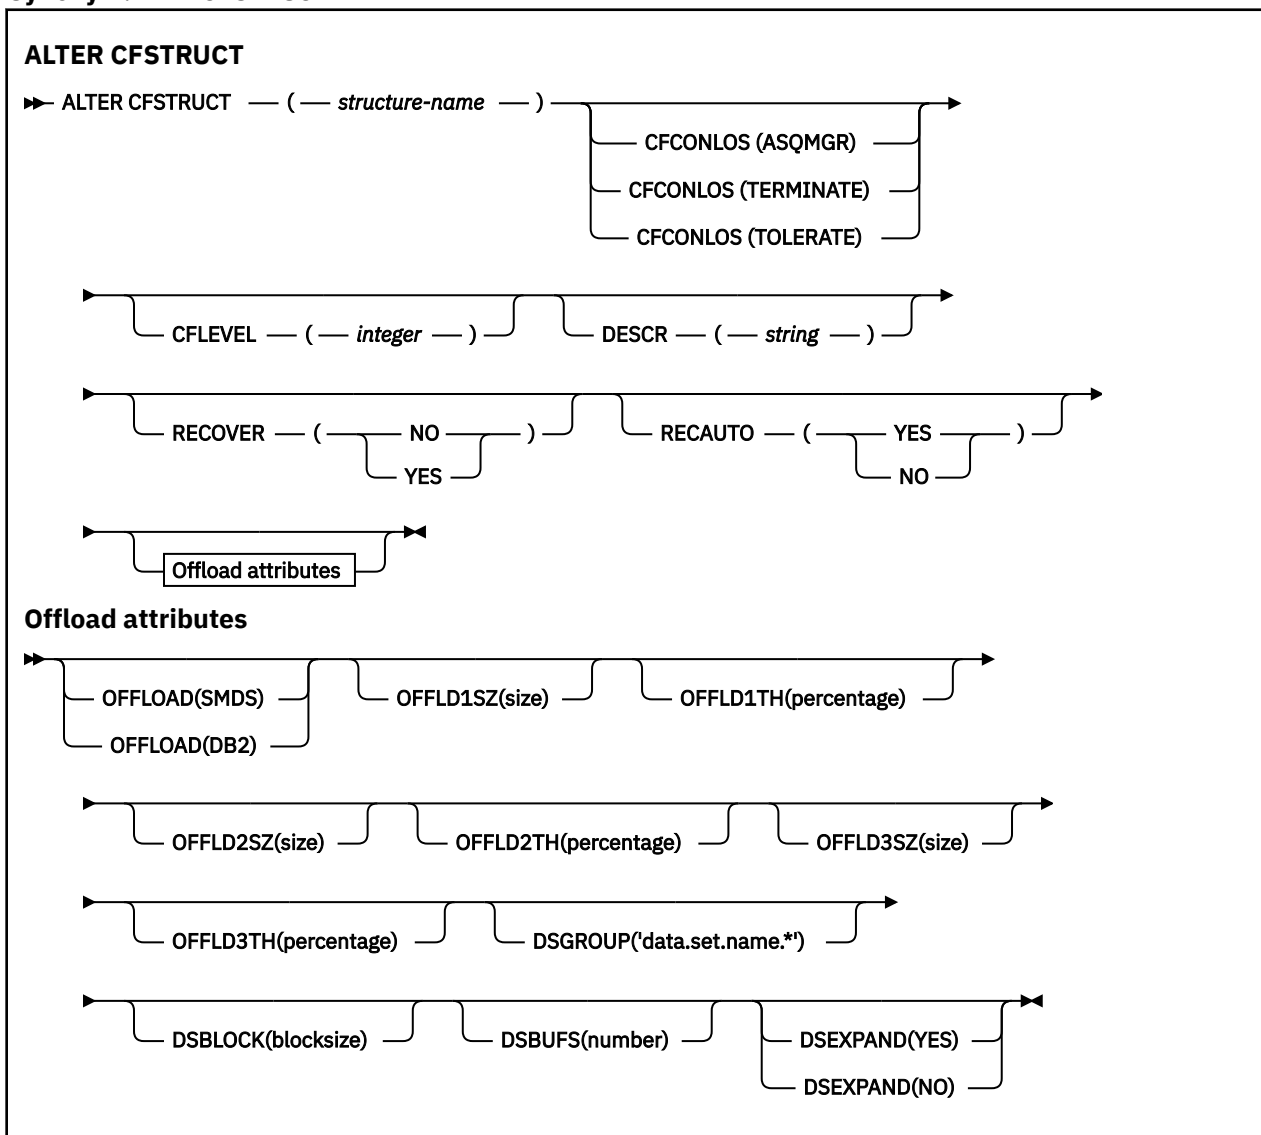 ALTER CFSTRUCT
ALTER CFSTRUCT ( structure-name )
CFCONLOS (ASQMGR)
CFCONLOS (TERMINATE)
CFCONLOS (TOLERATE)
CFLEVEL ( integer ) DESCR ( string )
RECOVER ( NO ) RECAUTO ( YES )
YES NO
Offload attributes
Offload attributes
OFFLOAD(SMDS) OFFLD1SZ(size) OFFLD1TH(percentage)
OFFLOAD(DB2)
OFFLD2SZ(size) OFFLD2TH(percentage) OFFLD3SZ(size)
OFFLD3TH(percentage) DSGROUP('data.set.name.*')
DSBLOCK(blocksize) DSBUFS(number) DSEXPAND(YES)
DSEXPAND(NO)